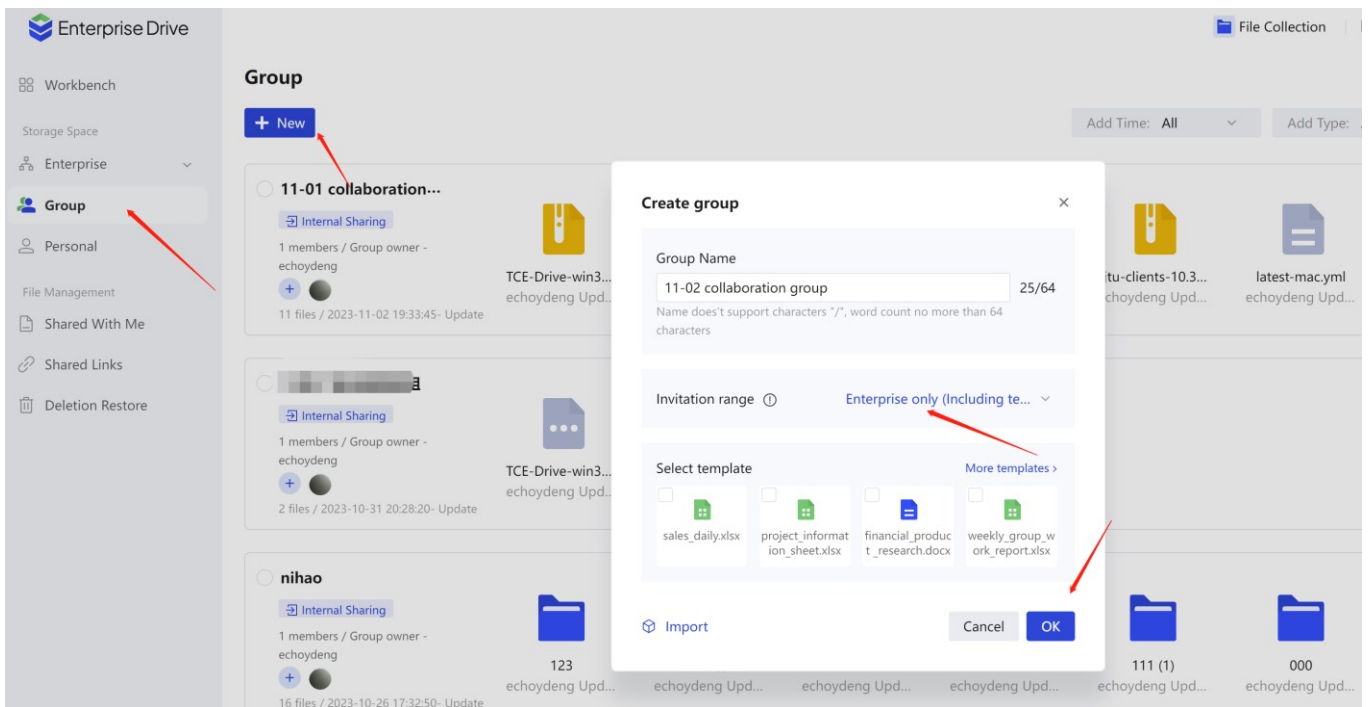 Enterprise Drive
File Collection
Workbench
Storage Space
Enterprise
Group
Personal
File Management
Shared With Me
Shared Links
Deletion Restore
Group
+ New
Add Time: All
Add Type:
11-01 collaboration...
Internal Sharing
1 members / Group owner -
echoydeng
11 files / 2023-11-02 19:33:45- Update
TCE-Drive-win3...
echoydeng Upd...
tu-clients-10.3...
choydeng Upd...
latest-mac.yml
echoydeng Upd...
组
Internal Sharing
1 members / Group owner -
echoydeng
2 files / 2023-10-31 20:28:20- Update
TCE-Drive-win3...
echoydeng Upd...
nihao
Internal Sharing
1 members / Group owner -
echoydeng
16 files / 2023-10-26 17:32:50- Update
123
echoydeng Upd...
echoydeng Upd...
echoydeng Upd...
echoydeng Upd...
111 (1)
echoydeng Upd...
000
echoydeng Upd...
Create group
Group Name
11-02 collaboration group
25/64
Name does't support characters "/", word count no more than 64
characters
Invitation range
Enterprise only (Including te...
Select template
More templates >
sales_daily.xlsx
project_informat
ion_sheet.xlsx
financial_produc
t _research.docx
weekly_group_w
ork_report.xlsx
Import
Cancel
OK